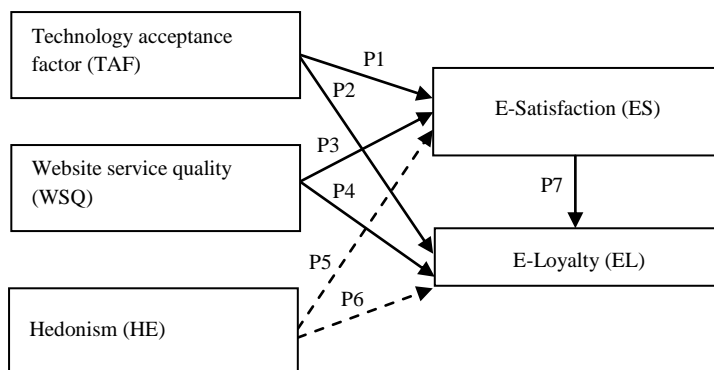 Technology acceptance
factor (TAF)
P1
P2
E-Satisfaction (ES)
Website service quality
(WSQ)
P3
P4
P7
P5
E-Loyalty (EL)
Hedonism (HE)
P6